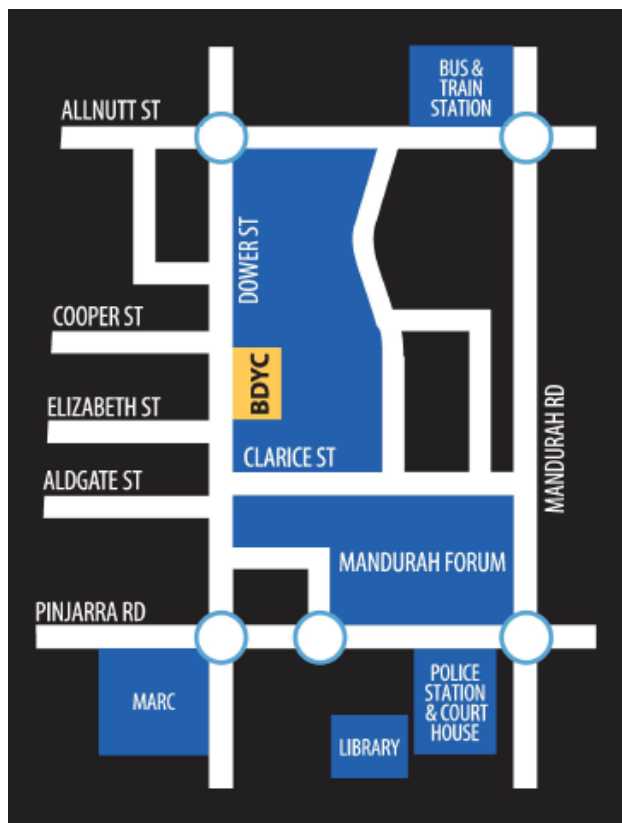 BUS &
TRAIN
STATION
ALLNUTT ST
DOWER ST
COOPER ST
BDYC
MANDURAH RD
ELIZABETH ST
CLARICE ST
ALDGATE ST
MANDURAH FORUM
PINJARRA RD
MARC
POLICE
STATION
& COURT
HOUSE
LIBRARY